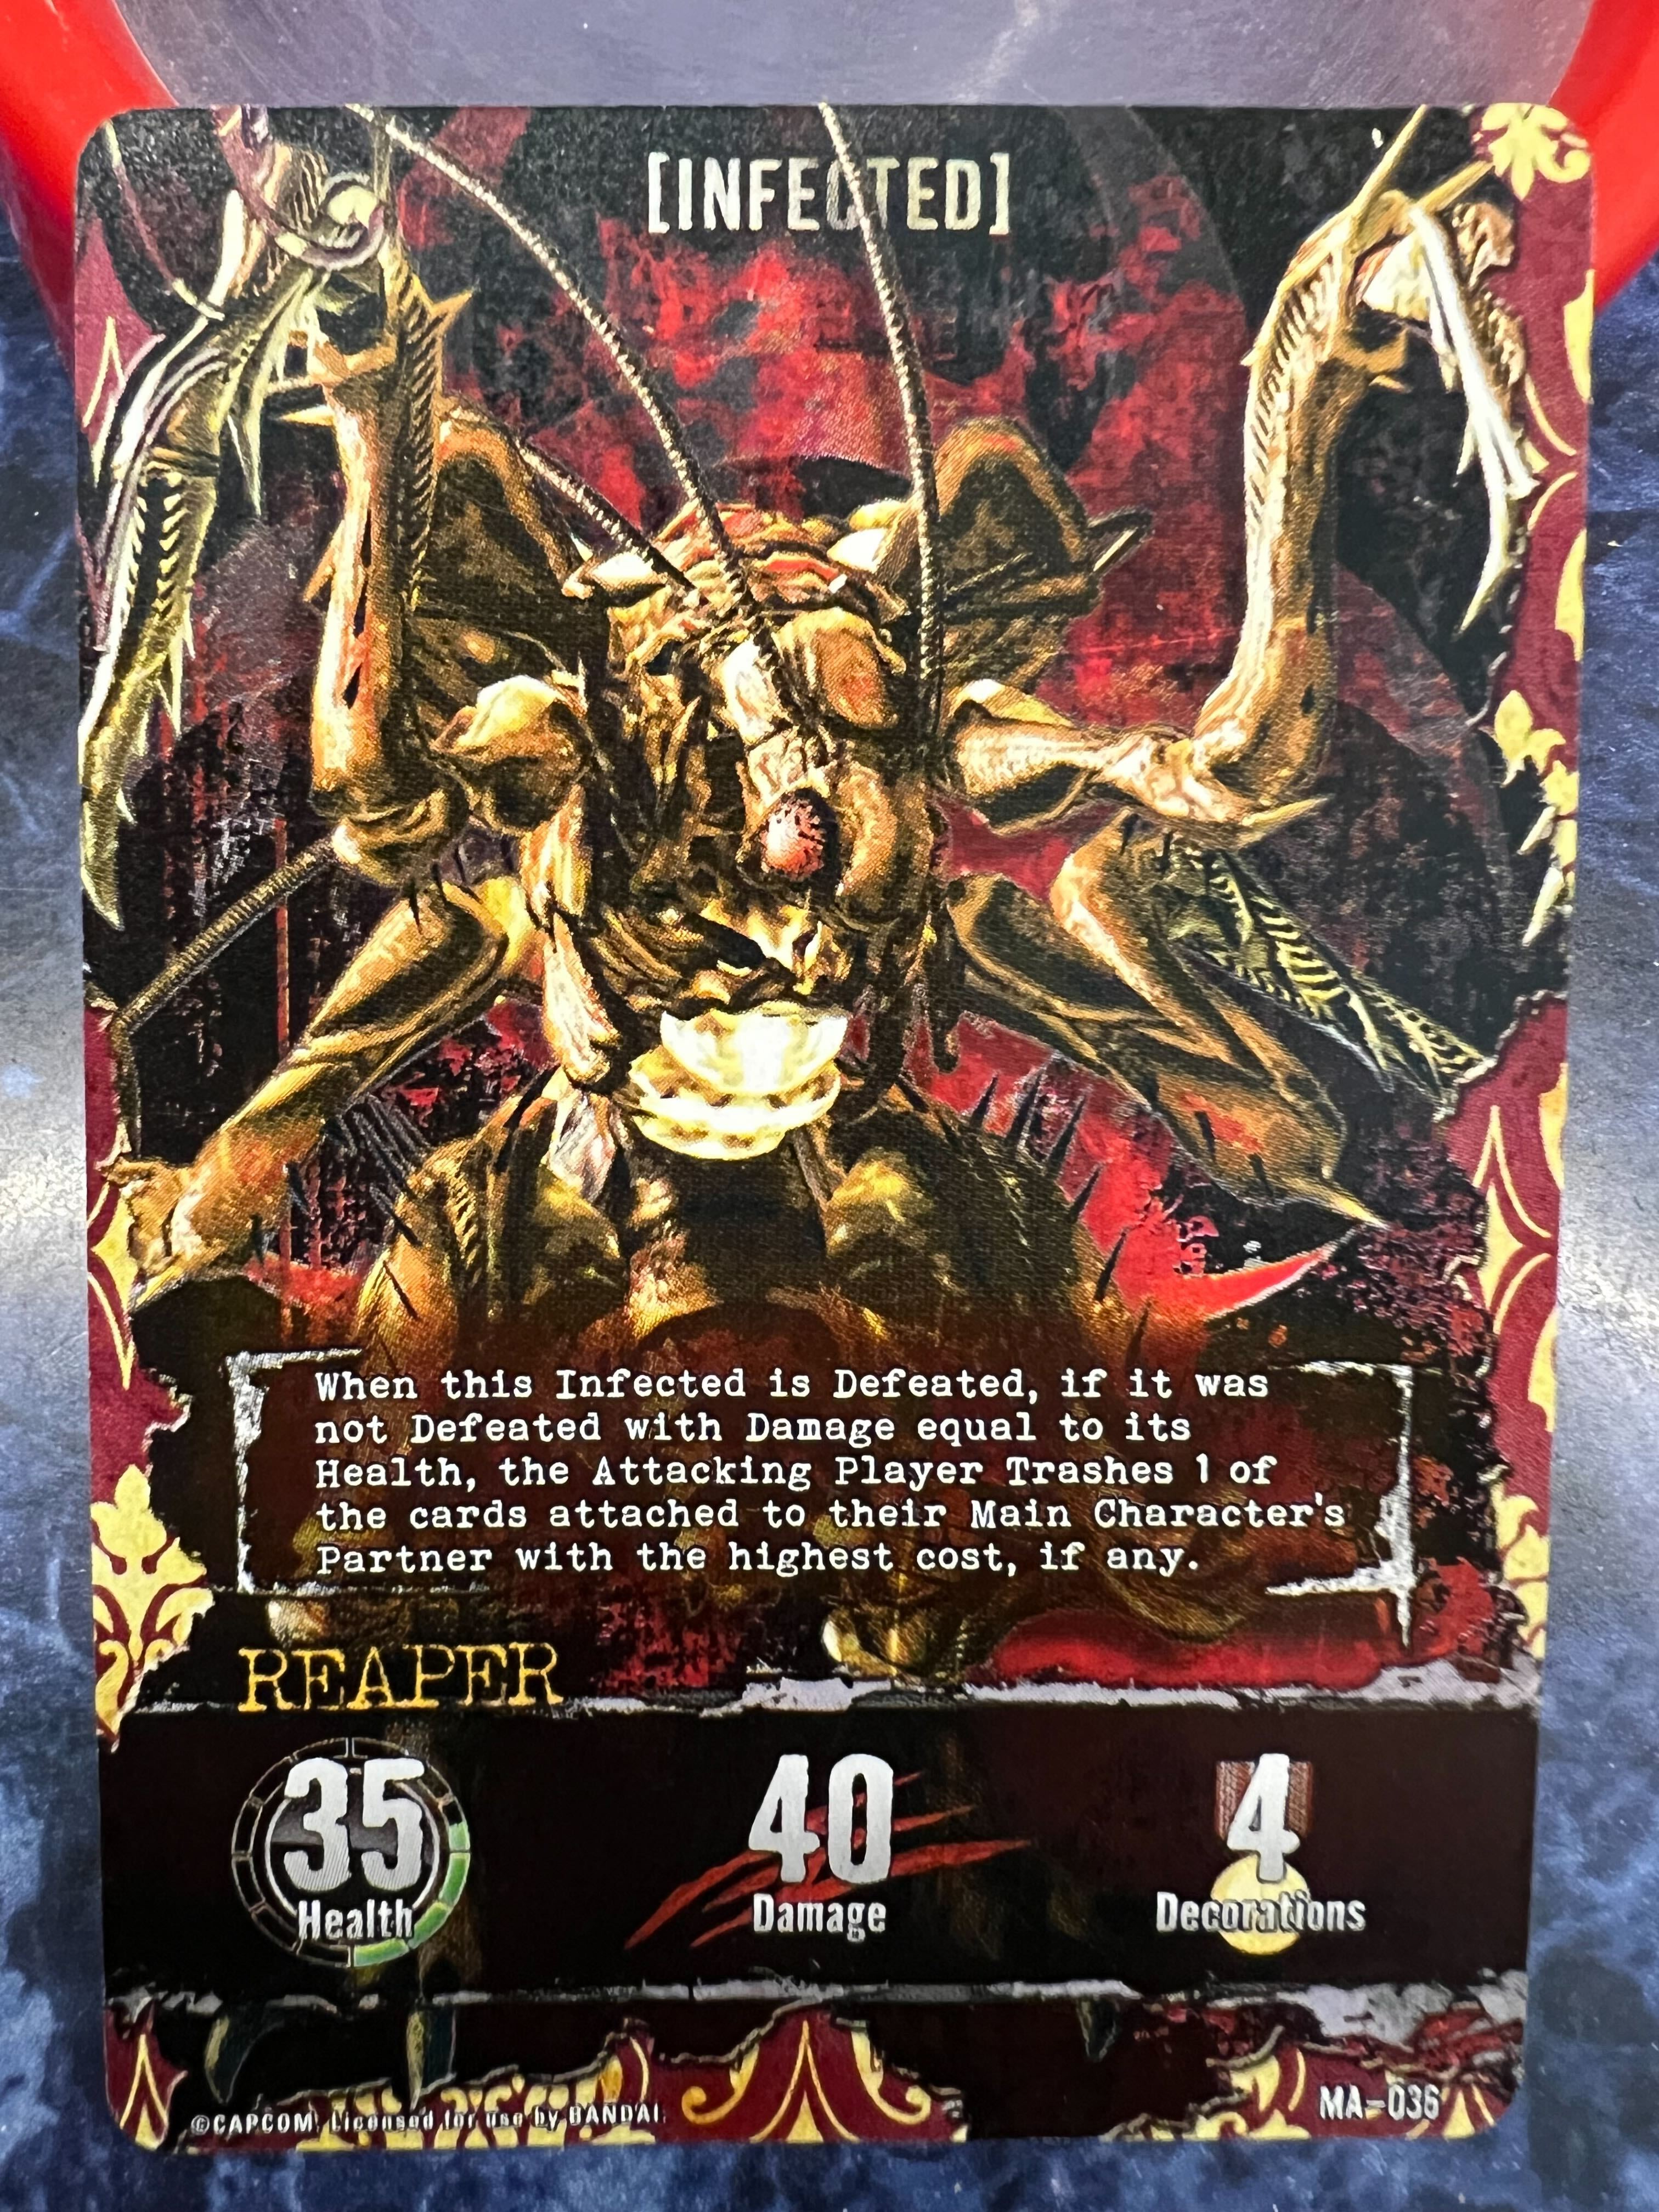 [INFECTED]
When this Infected is Defeated, if it was
not Defeated with Damage equal to its
Health, the Attacking Player Trashes 1 of
the cards attached to their Main Character's
Partner with the highest cost, if any.
REAPER
35 40 4
Health Damage Decorations
©CAPCOM, Licensed for use by BANDAI.
MA-036